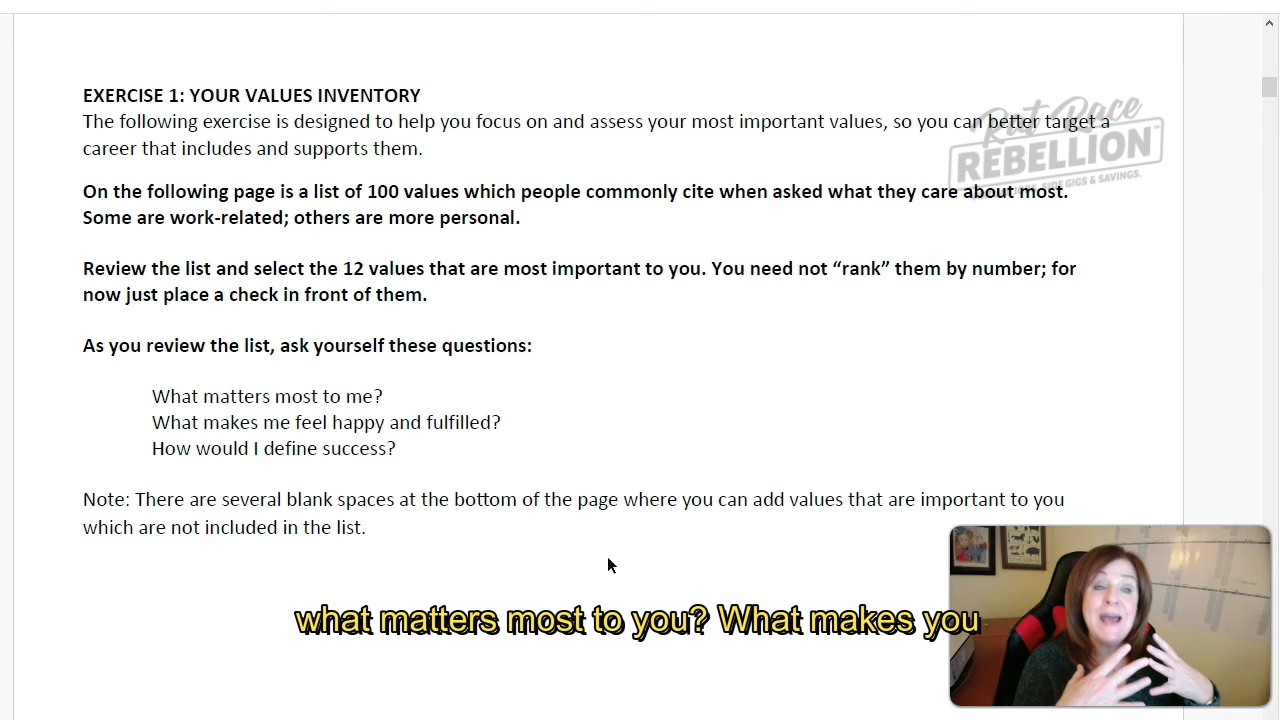 EXERCISE 1: YOUR VALUES INVENTORY
The following exercise is designed to help you focus on and assess your most important values, so you can better target a
career that includes and supports them.
Rat Race
REBELLION™
SIDE GIGS & SAVINGS.
On the following page is a list of 100 values which people commonly cite when asked what they care about most.
Some are work-related; others are more personal.
Review the list and select the 12 values that are most important to you. You need not “rank” them by number; for
now just place a check in front of them.
As you review the list, ask yourself these questions:
What matters most to me?
What makes me feel happy and fulfilled?
How would I define success?
Note: There are several blank spaces at the bottom of the page where you can add values that are important to you
which are not included in the list.
what matters most to you? What makes you